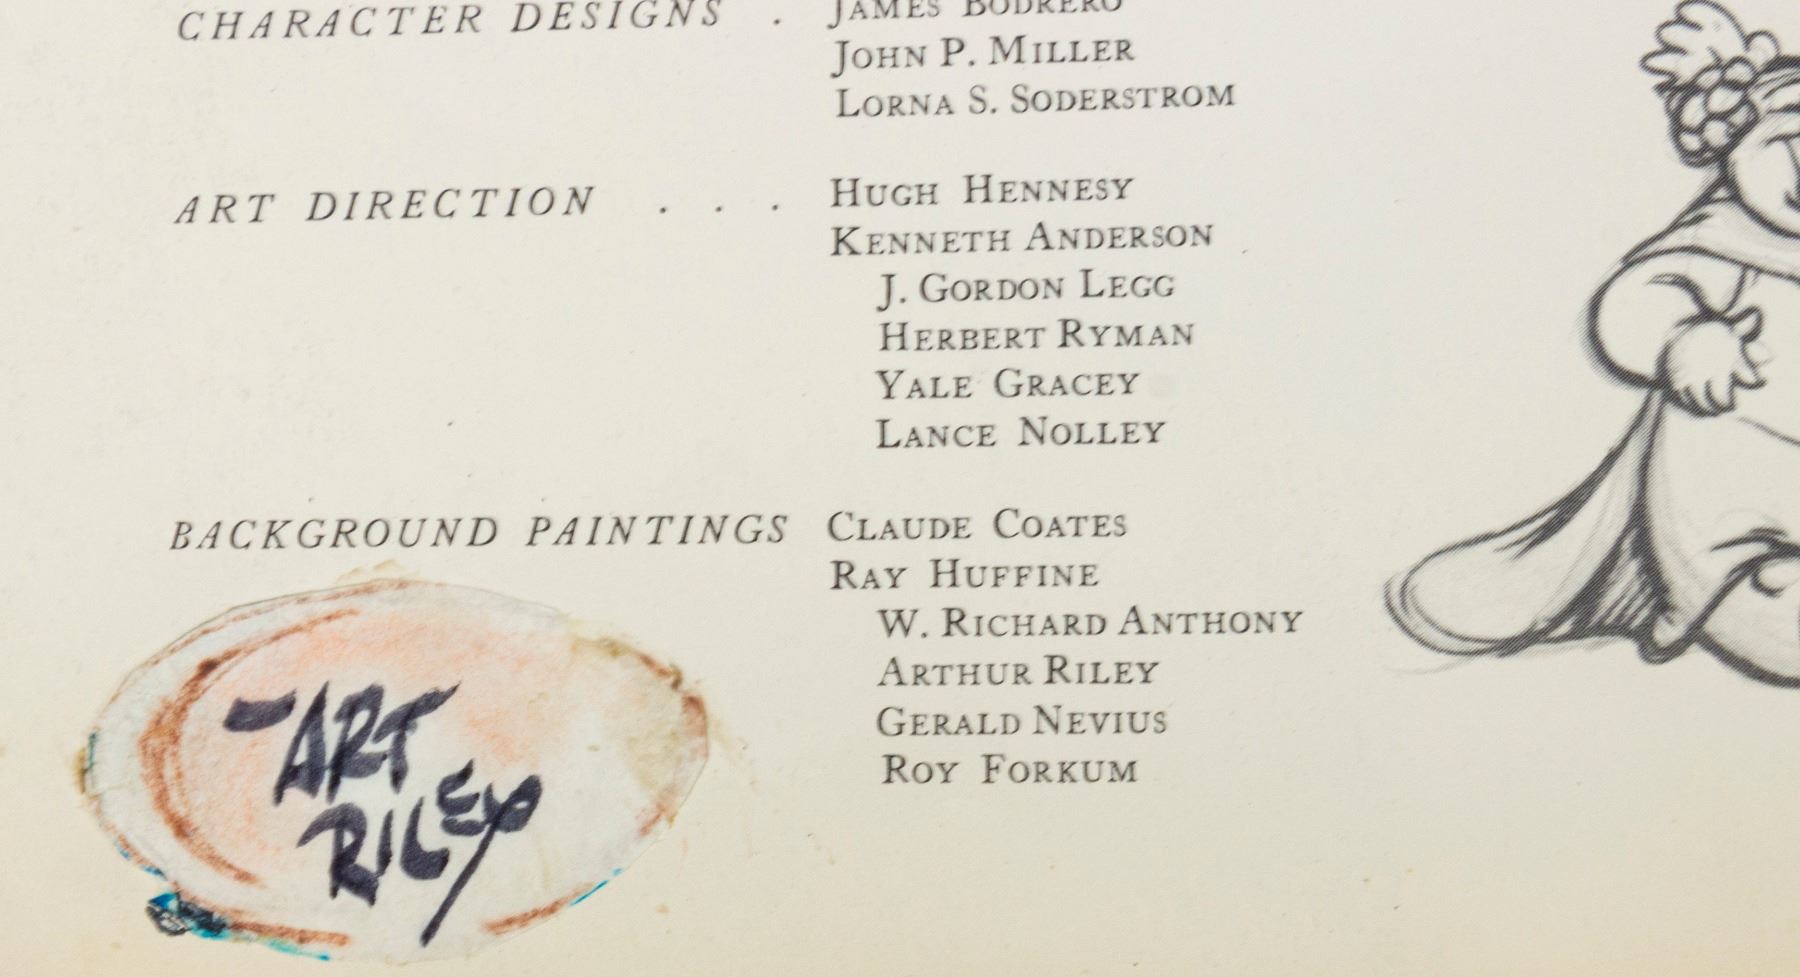 CHARACTER DESIGNS . JAMES BODRERO
JOHN P. MILLER
LORNA S. SODERSTROM
ART DIRECTION . . . HUGH HENNESY
KENNETH ANDERSON
J. GORDON LEGG
HERBERT RYMAN
YALE GRACEY
LANCE NOLLEY
BACKGROUND PAINTINGS CLAUDE COATES
RAY HUFFINE
W. RICHARD ANTHONY
ARTHUR RILEY
GERALD NEVIUS
ROY FORKUM
-ART
RILEY